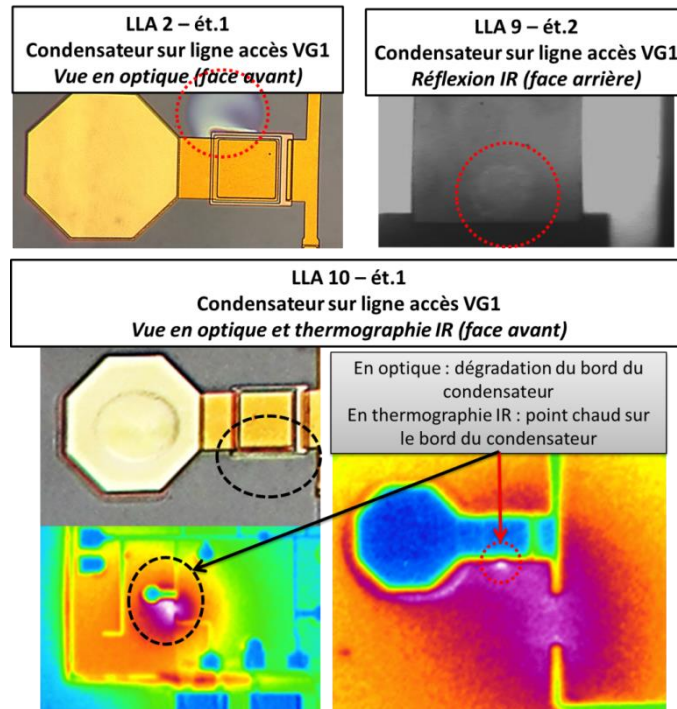 LLA 2 – ét.1
Condensateur sur ligne accès VG1
Vue en optique (face avant)
LLA 9 – ét.2
Condensateur sur ligne accès VG1
Réflexion IR (face arrière)
LLA 10 – ét.1
Condensateur sur ligne accès VG1
Vue en optique et thermographie IR (face avant)
En optique : dégradation du bord du
condensateur
En thermographie IR : point chaud sur
le bord du condensateur